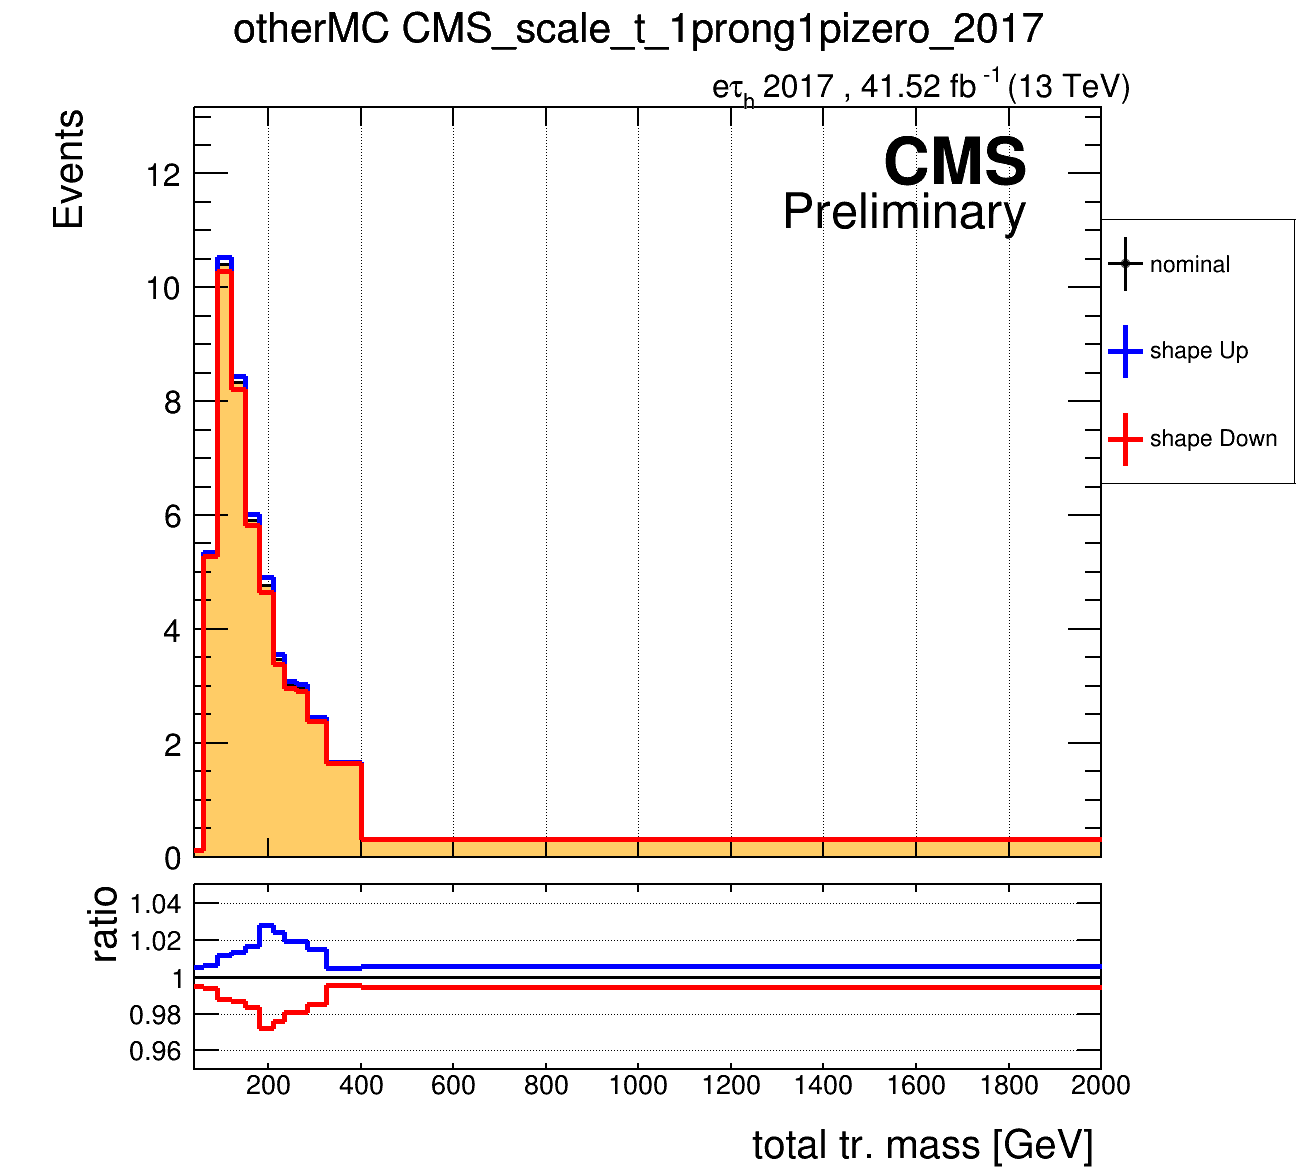 otherMC CMS_scale_t_1prong1pizero_2017
eτh 2017 , 41.52 fb-1 (13 TeV)
Events
CMS
Preliminary
12
10
8
6
4
2
0
nominal
shape Up
shape Down
ratio
1.04
1.02
1
0.98
0.96
200 400 600 800 1000 1200 1400 1600 1800 2000
total tr. mass [GeV]